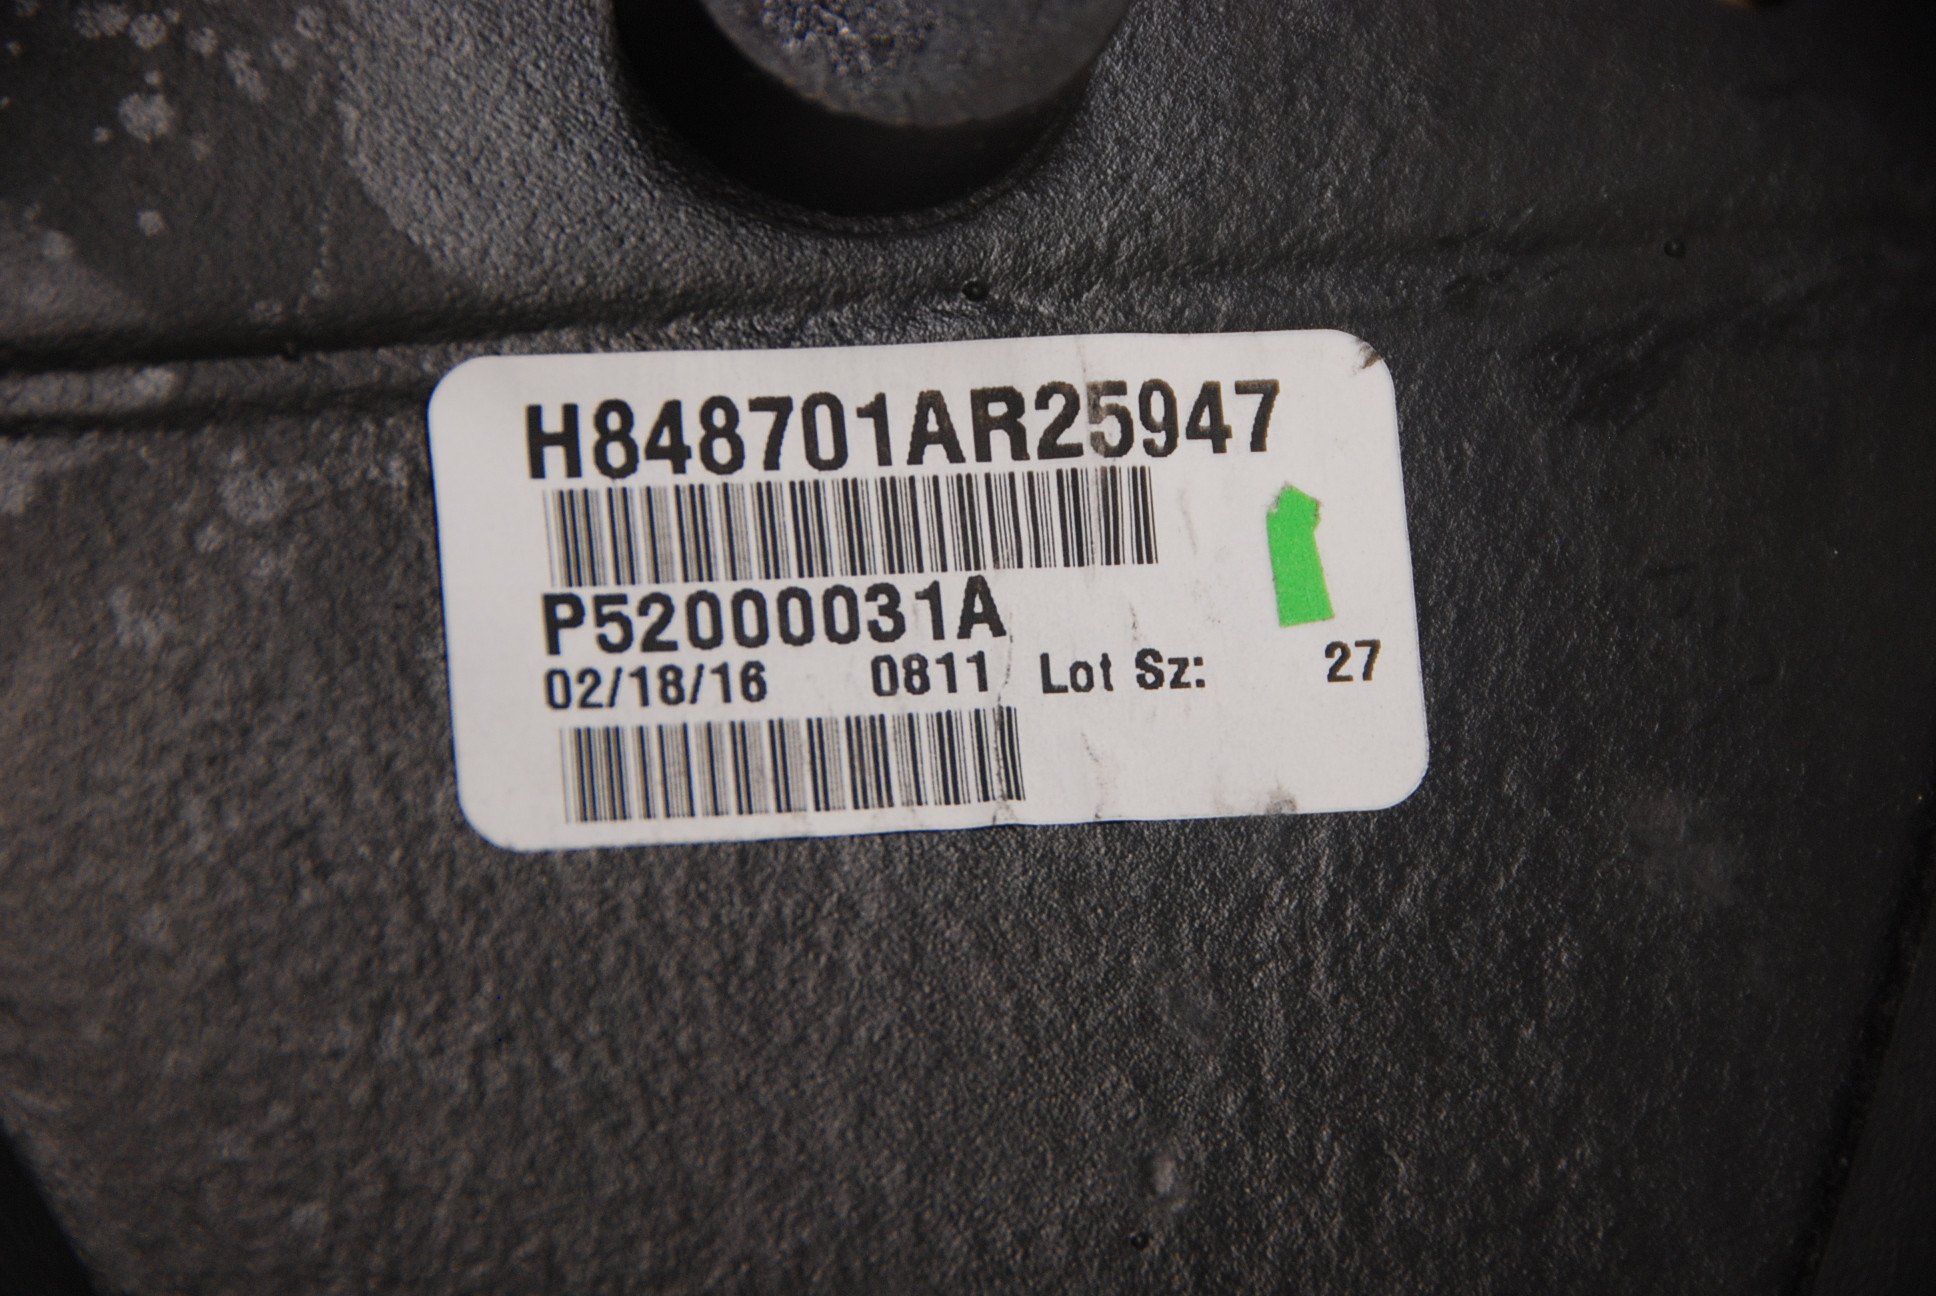 H848701AR25947
P52000031A
02/18/16 0811 Lot Sz: 27